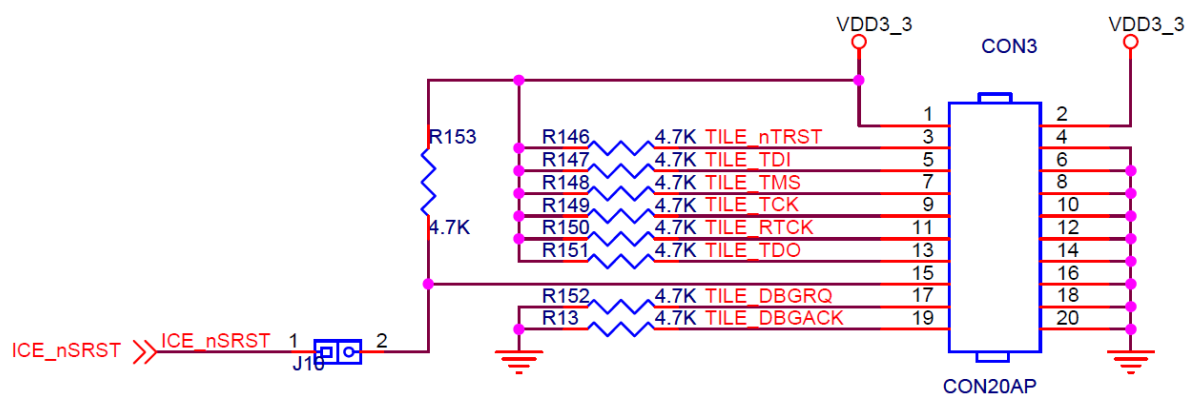 VDD3_3
VDD3_3
CON3
1
2
R153
R146
4.7K
TILE_nTRST
3
4
R147
4.7K
TILE_TDI
5
6
R148
4.7K
TILE_TMS
7
8
R149
4.7K
TILE_TCK
9
10
4.7K
R150
4.7K
TILE_RTCK
11
12
R151
4.7K
TILE_TDO
13
14
15
16
R152
4.7K
TILE_DBGRQ
17
18
R13
4.7K
TILE_DBGACK
19
20
ICE_nSRST
ICE_nSRST
1
2
J10
CON20AP